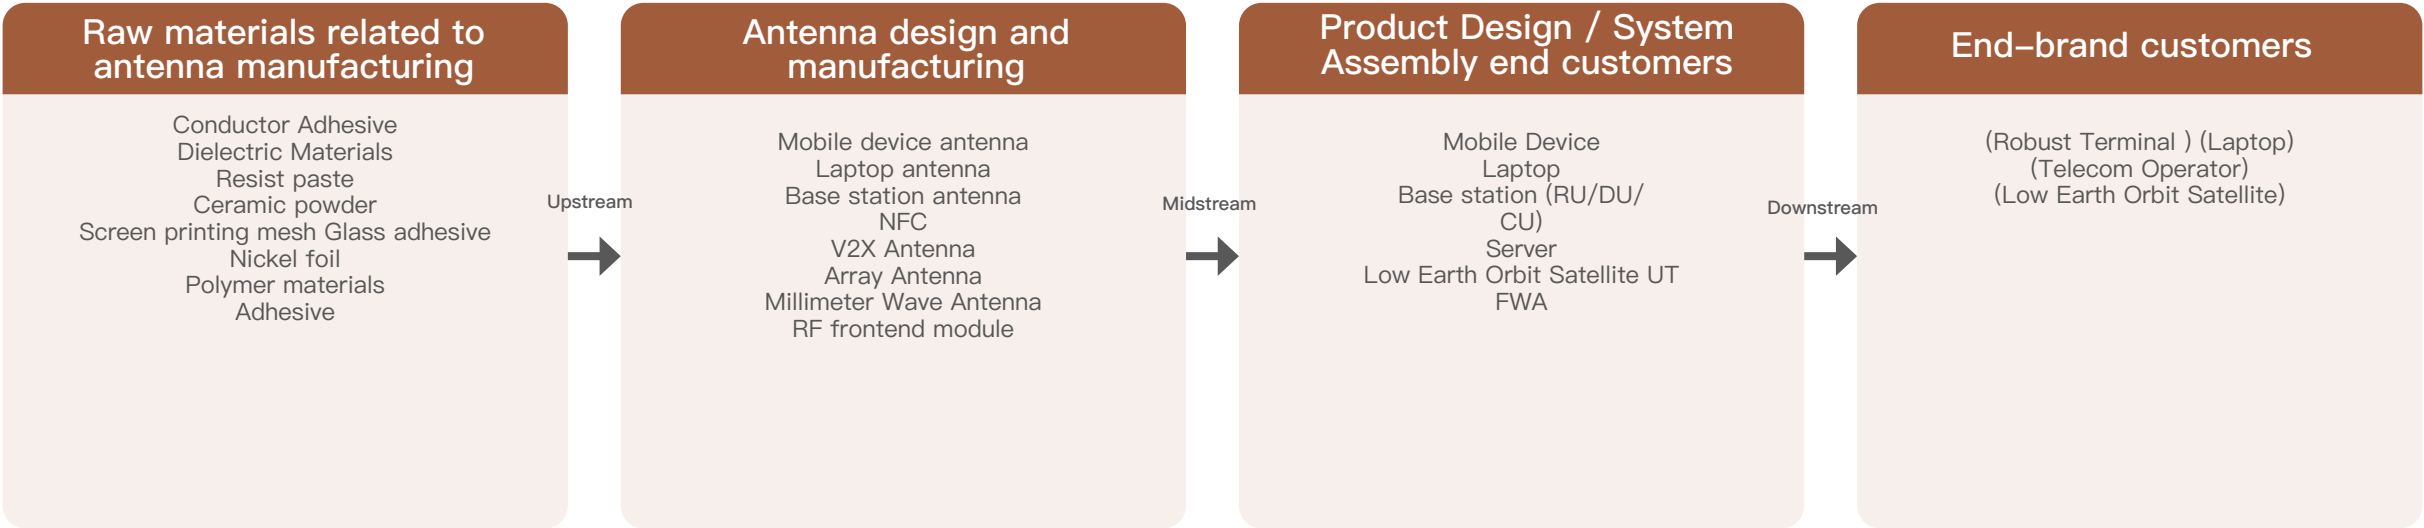 Raw materials related to
antenna manufacturing
Conductor Adhesive
Dielectric Materials
Resist paste
Ceramic powder
Screen printing mesh Glass adhesive
Nickel foil
Polymer materials
Adhesive
Upstream
Antenna design and
manufacturing
Mobile device antenna
Laptop antenna
Base station antenna
NFC
V2X Antenna
Array Antenna
Millimeter Wave Antenna
RF frontend module
Midstream
Product Design / System
Assembly end customers
Mobile Device
Laptop
Base station (RU/DU/
CU)
Server
Low Earth Orbit Satellite UT
FWA
Downstream
End-brand customers
(Robust Terminal ) (Laptop)
(Telecom Operator)
(Low Earth Orbit Satellite)